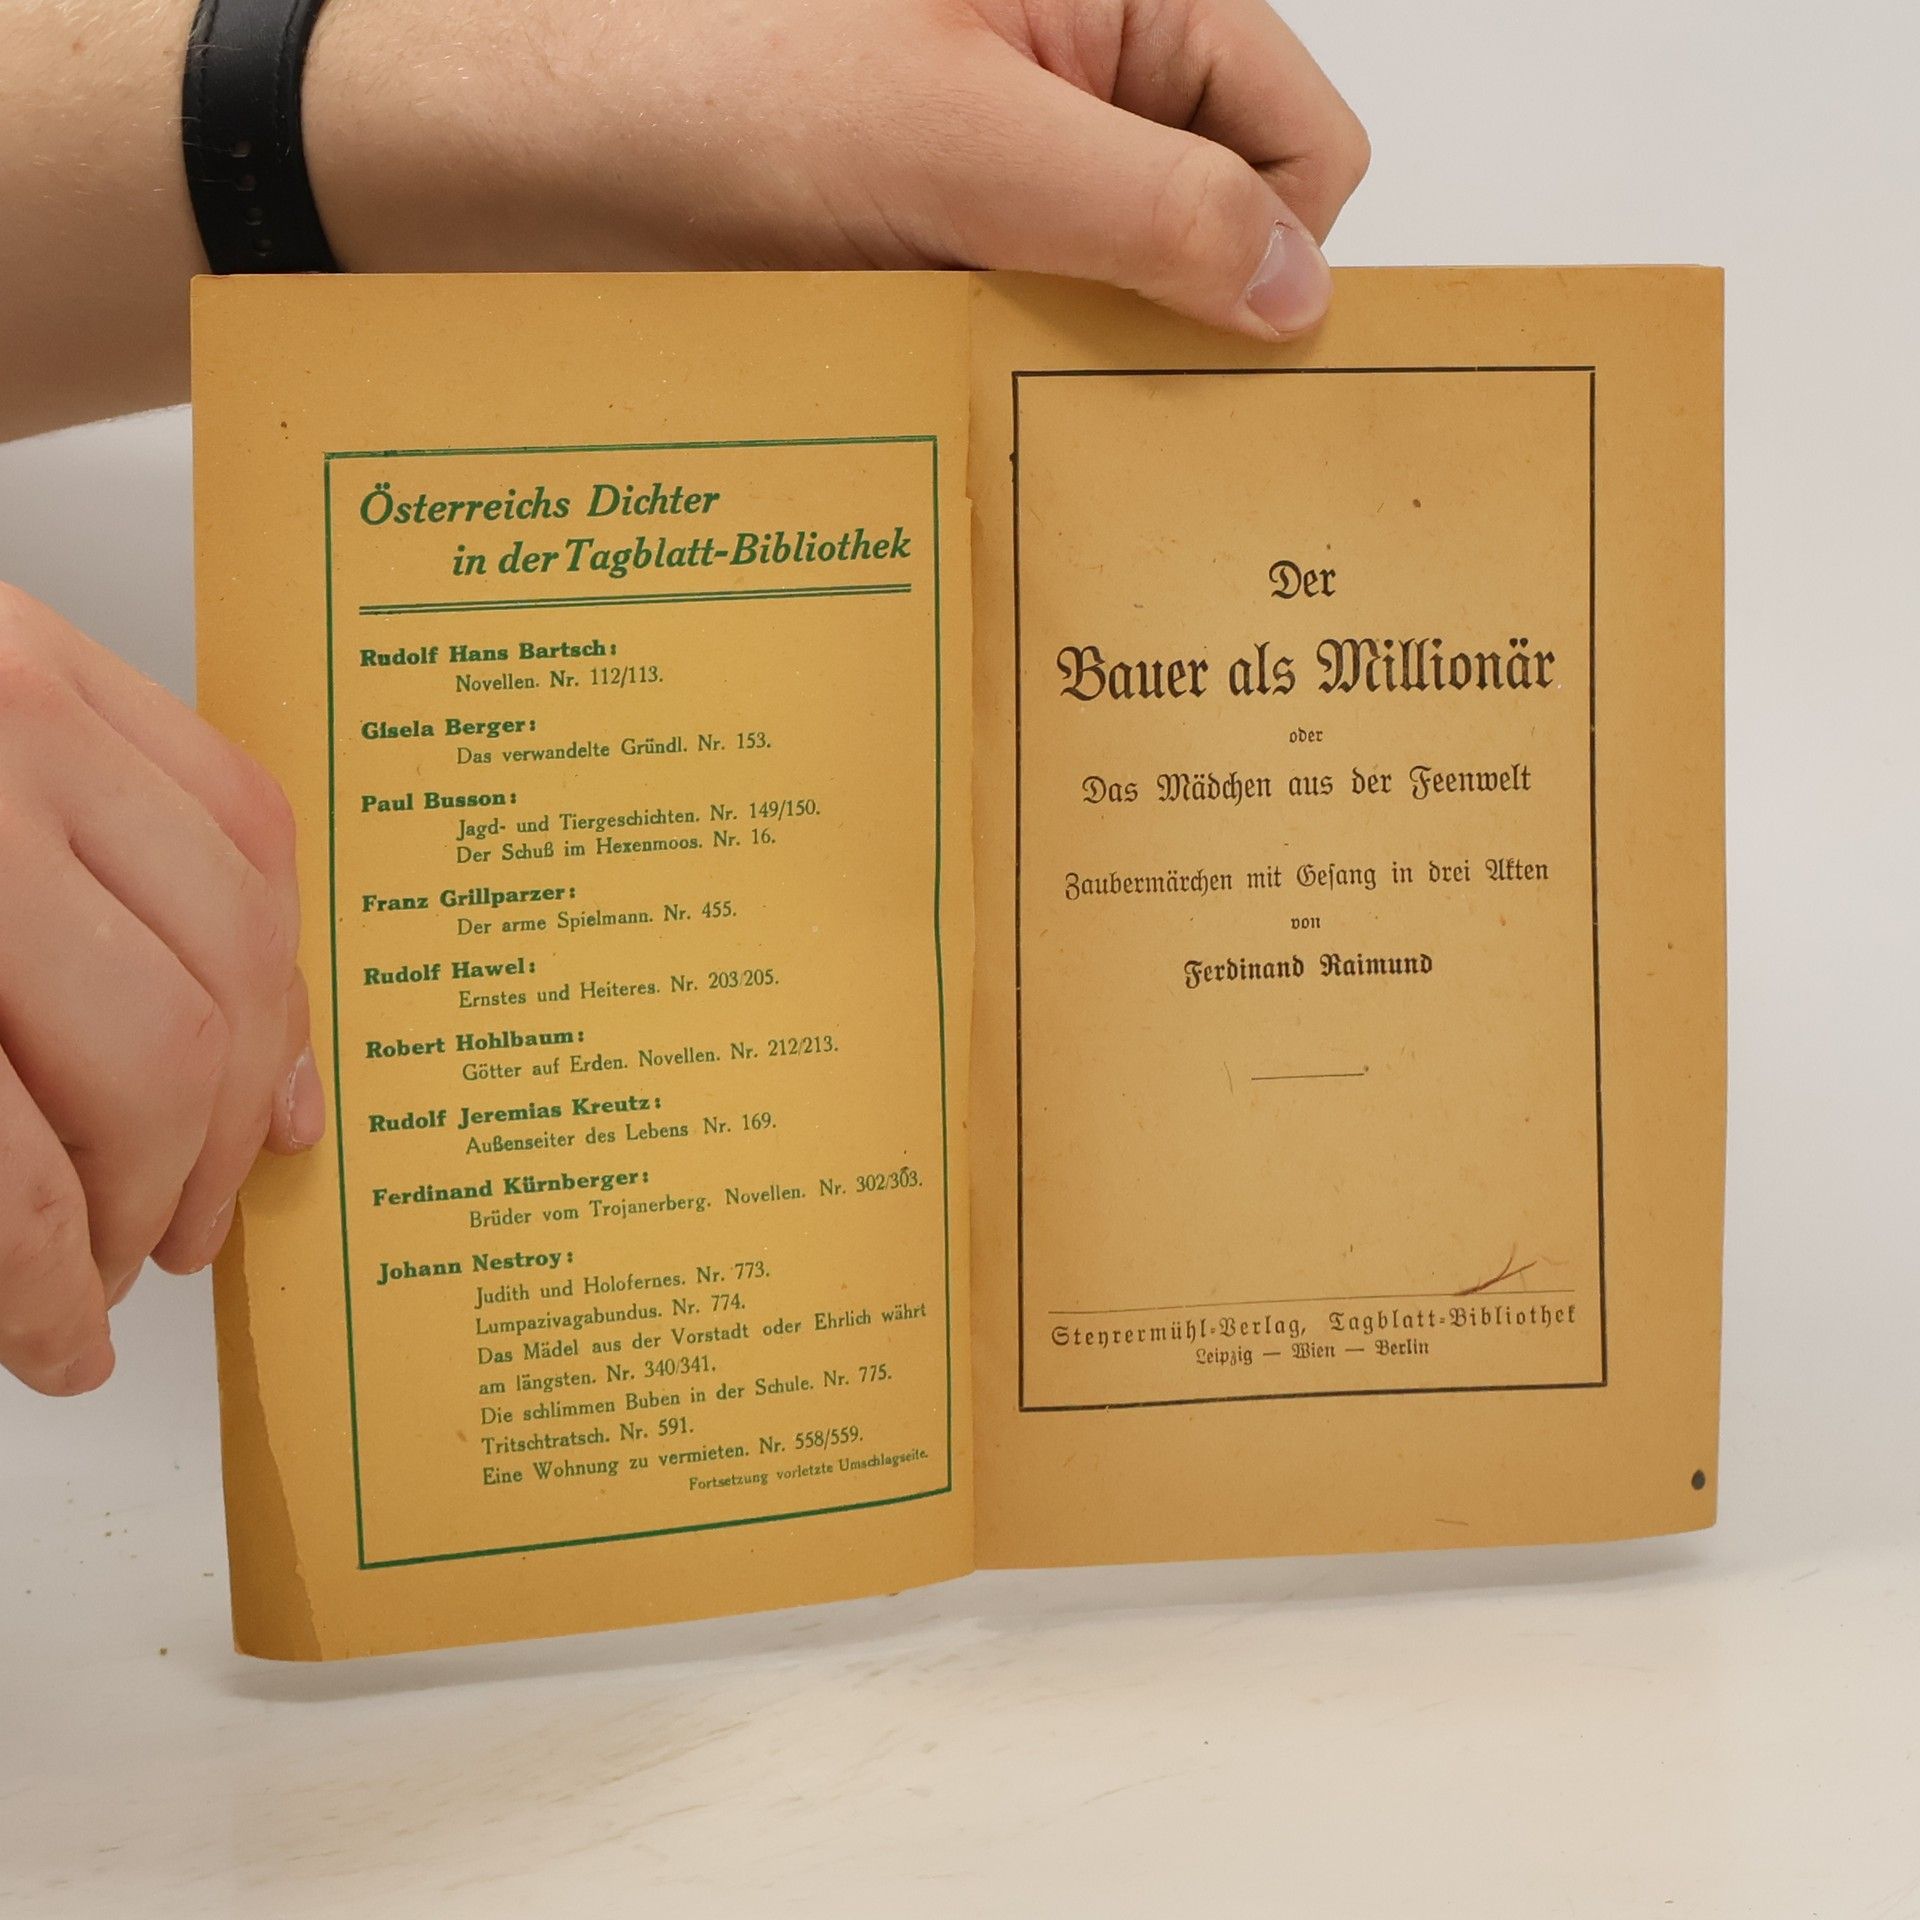 Österreichs Dichter
in der Tagblatt-Bibliothek
Rudolf Hans Bartsch:
Novellen. Nr. 112/113.
Gisela Berger:
Das verwandelte Gründl. Nr. 153.
Paul Busson:
Jagd- und Tiergeschichten. Nr. 149/150.
Der Schuß im Hexenmoos. Nr. 16.
Franz Grillparzer:
Der arme Spielmann. Nr. 455.
Rudolf Hawel:
Ernstes und Heiteres. Nr. 203/205.
Robert Hohlbaum:
Götter auf Erden. Novellen. Nr. 212/213.
Rudolf Jeremias Kreutz:
Außenseiter des Lebens Nr. 169.
Ferdinand Kürnberger:
Brüder vom Trojanerberg. Novellen. Nr. 302/303.
Johann Nestroy:
Judith und Holofernes. Nr. 773.
Lumpazivagabundus. Nr. 774.
Das Mädel aus der Vorstadt oder Ehrlich währt
am längsten. Nr. 340/341.
Die schlimmen Buben in der Schule. Nr. 775.
Tritschtratsch. Nr. 591.
Eine Wohnung zu vermieten. Nr. 558/559.
Fortsetzung vorletzte Umschlagseite.
Der
Bauer als Millionär
oder
Das Mädchen aus der Feenwelt
Zaubermärchen mit Gesang in drei Akten
von
Ferdinand Raimund
Steyrermühl-Verlag, Tagblatt-Bibliothek
Leipzig — Wien — Berlin